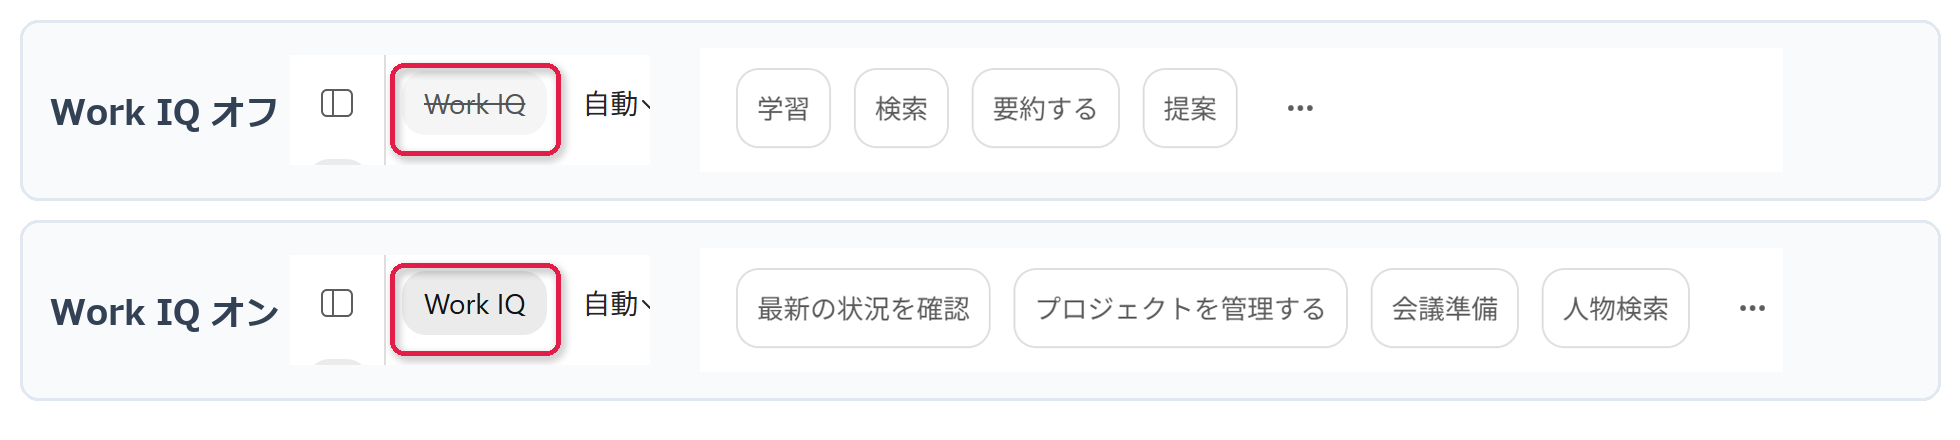 Work IQ オフ Work IQ 自動 学習 検索 要約する 提案 …
Work IQ オン Work IQ 自動 最新の状況を確認 プロジェクトを管理する 会議準備 人物検索 …